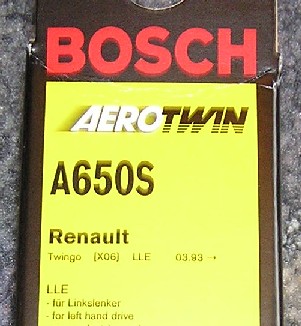 BOSCH
AEROTWIN
A650S
Renault
Twingo [X06] LLE 03.93 →
LLE
- für Linkslenker
- for left hand drive